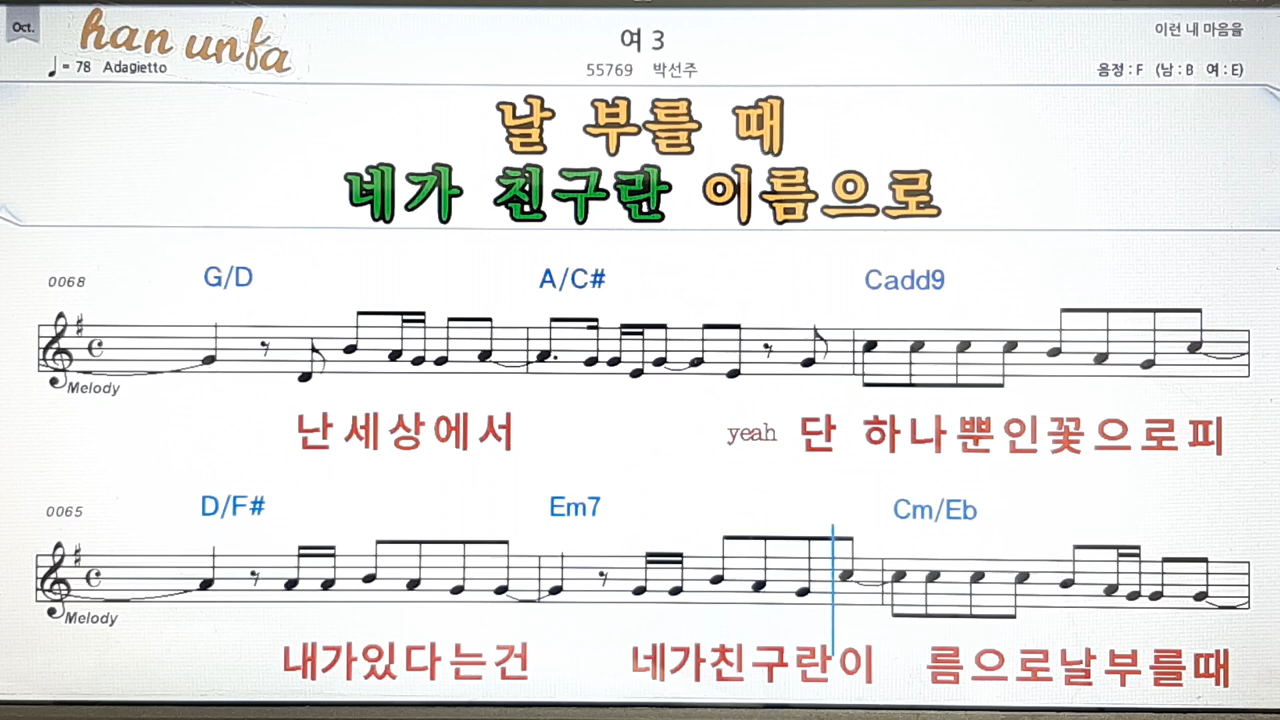 Oct.
han unfa
여 3
이런 내 마음을
♩= 78 Adagietto
55769 박선주
음정 : F (남 : B 여 : E)
날 부를 때
네가 친구란 이름으로
0068
G/D A/C# Cadd9
Melody
난 세 상 에 서 yeah 단 하 나 뿐 인 꽃 으 로 피
0065
D/F# Em7 Cm/Eb
Melody
내가있다는건 네가친구란이 름으로날부를때